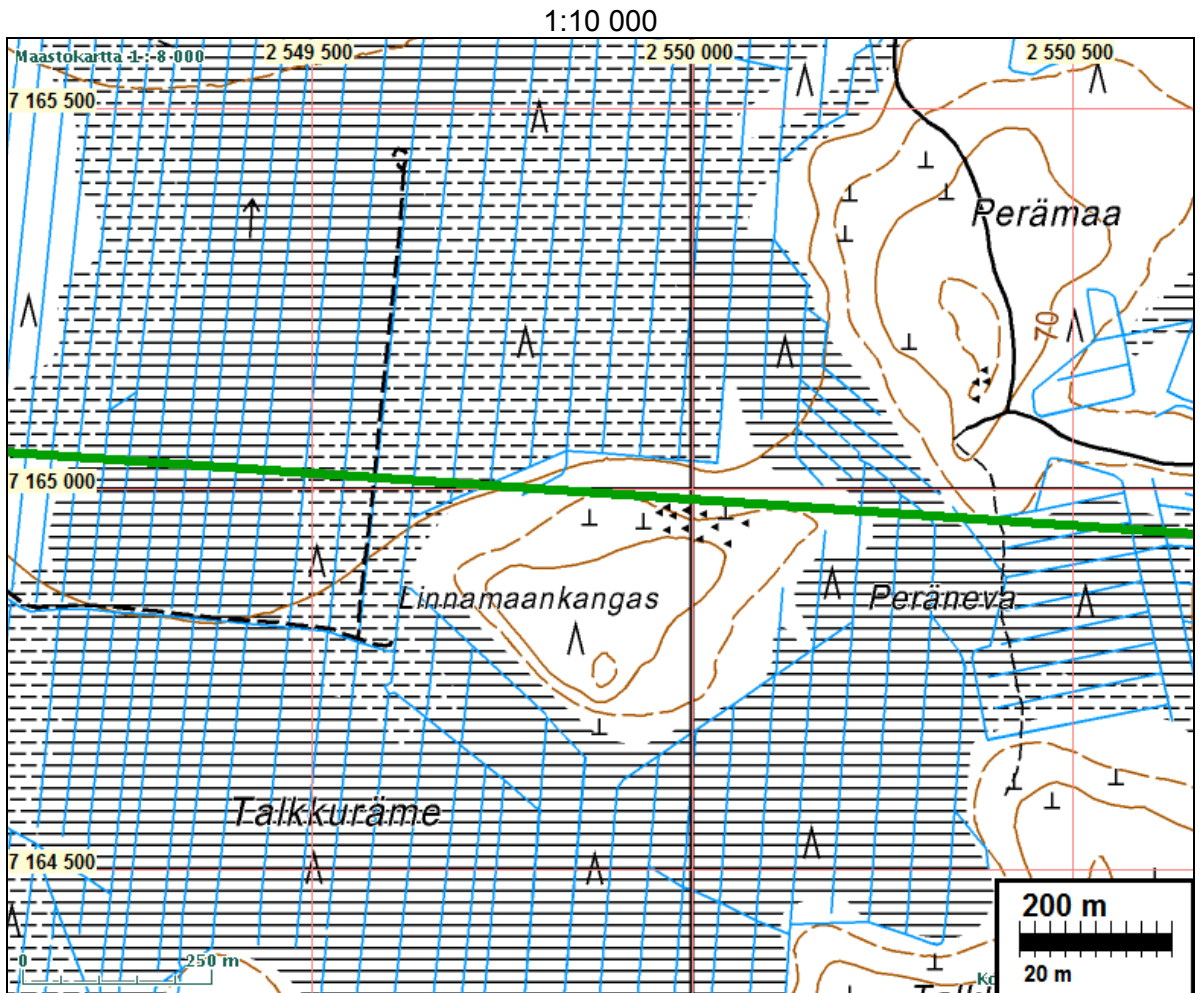 1:10 000
Maastokartta 1 : 8 000
2 549 500
2 550 000
2 550 500
7 165 500
Perämaa
70
7 165 000
Linnamaankangas
Peräneva
Talkkuräme
7 164 500
200 m
20 m
0
250 m